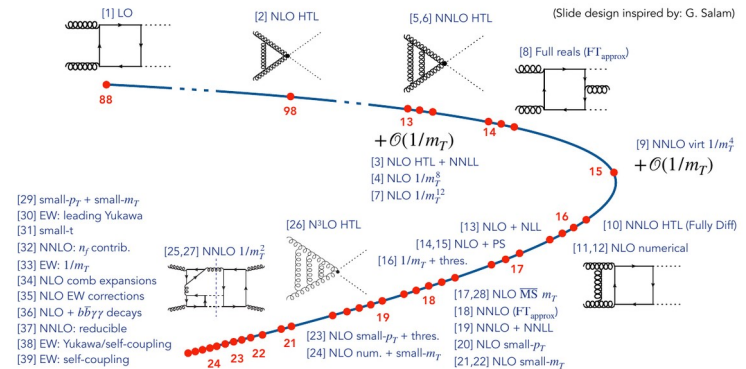 (Slide design inspired by: G. Salam)
[1] LO
[2] NLO HTL
[5,6] NNLO HTL
[8] Full reals (FT_approx)
88
98
13
14
15
16
17
18
19
21
22
23
24
+𝒪(1/m_T)
[3] NLO HTL + NNLL
[4] NLO 1/m_T^8
[7] NLO 1/m_T^12
[9] NNLO virt 1/m_T^4
+𝒪(1/m_T)
[10] NNLO HTL (Fully Diff)
[11,12] NLO numerical
[13] NLO + NLL
[14,15] NLO + PS
[16] 1/m_T + thres.
[17,28] NLO \overline{MS} m_T
[18] NNLO (FT_approx)
[19] NNLO + NNLL
[20] NLO small-p_T
[21,22] NLO small-m_T
[23] NLO small-p_T + thres.
[24] NLO num. + small-m_T
[26] N³LO HTL
[25,27] NNLO 1/m_T^2
[29] small-p_T + small-m_T
[30] EW: leading Yukawa
[31] small-t
[32] NNLO: n_f contrib.
[33] EW: 1/m_T
[34] NLO comb expansions
[35] NLO EW corrections
[36] NLO + b\bar{b}γγ decays
[37] NNLO: reducible
[38] EW: Yukawa/self-coupling
[39] EW: self-coupling